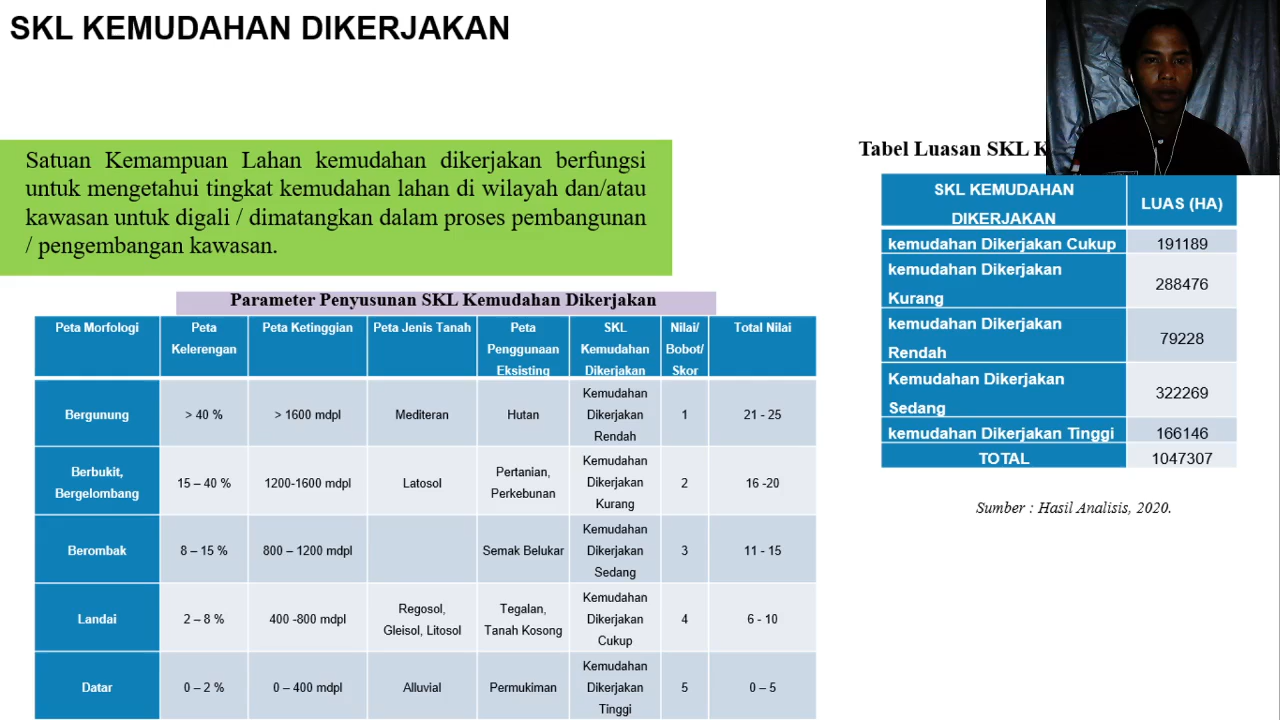 SKL KEMUDAHAN DIKERJAKAN
Satuan Kemampuan Lahan kemudahan dikerjakan berfungsi
untuk mengetahui tingkat kemudahan lahan di wilayah dan/atau
kawasan untuk digali / dimatangkan dalam proses pembangunan
/ pengembangan kawasan.
Parameter Penyusunan SKL Kemudahan Dikerjakan
Peta Morfologi
Peta
Kelerengan
Peta Ketinggian
Peta Jenis Tanah
Peta
Penggunaan
Eksisting
SKL
Kemudahan
Dikerjakan
Nilai/
Bobot/
Skor
Total Nilai
Bergunung
> 40 %
> 1600 mdpl
Mediteran
Hutan
Kemudahan
Dikerjakan
Rendah
1
21 - 25
Berbukit,
Bergelombang
15 – 40 %
1200-1600 mdpl
Latosol
Pertanian,
Perkebunan
Kemudahan
Dikerjakan
Kurang
2
16 -20
Berombak
8 – 15 %
800 – 1200 mdpl
Semak Belukar
Kemudahan
Dikerjakan
Sedang
3
11 - 15
Landai
2 – 8 %
400 -800 mdpl
Regosol,
Gleisol, Litosol
Tegalan,
Tanah Kosong
Kemudahan
Dikerjakan
Cukup
4
6 - 10
Datar
0 – 2 %
0 – 400 mdpl
Alluvial
Permukiman
Kemudahan
Dikerjakan
Tinggi
5
0 – 5
Tabel Luasan SKL
SKL KEMUDAHAN
DIKERJAKAN
LUAS (HA)
kemudahan Dikerjakan Cukup
191189
kemudahan Dikerjakan
Kurang
288476
kemudahan Dikerjakan
Rendah
79228
Kemudahan Dikerjakan
Sedang
322269
kemudahan Dikerjakan Tinggi
166146
TOTAL
1047307
Sumber : Hasil Analisis, 2020.